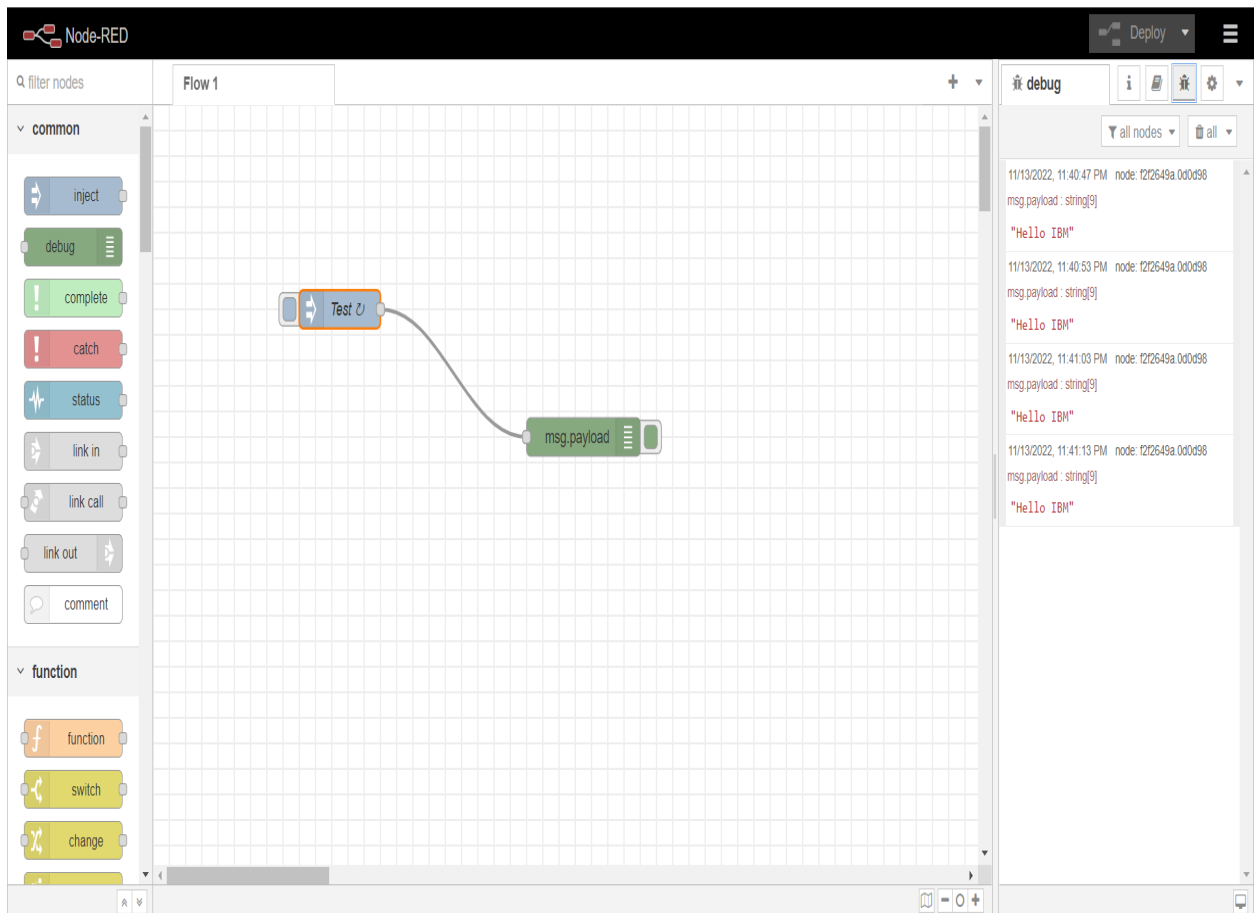 Node-RED
Deploy
filter nodes
Flow 1
debug
i
common
all nodes
all
inject
debug
complete
catch
status
link in
link call
link out
comment
function
function
switch
change
Test ↻
msg.payload
11/13/2022, 11:40:47 PM node: f2f2649a.0d0d98
msg.payload : string[9]
"Hello IBM"
11/13/2022, 11:40:53 PM node: f2f2649a.0d0d98
msg.payload : string[9]
"Hello IBM"
11/13/2022, 11:41:03 PM node: f2f2649a.0d0d98
msg.payload : string[9]
"Hello IBM"
11/13/2022, 11:41:13 PM node: f2f2649a.0d0d98
msg.payload : string[9]
"Hello IBM"